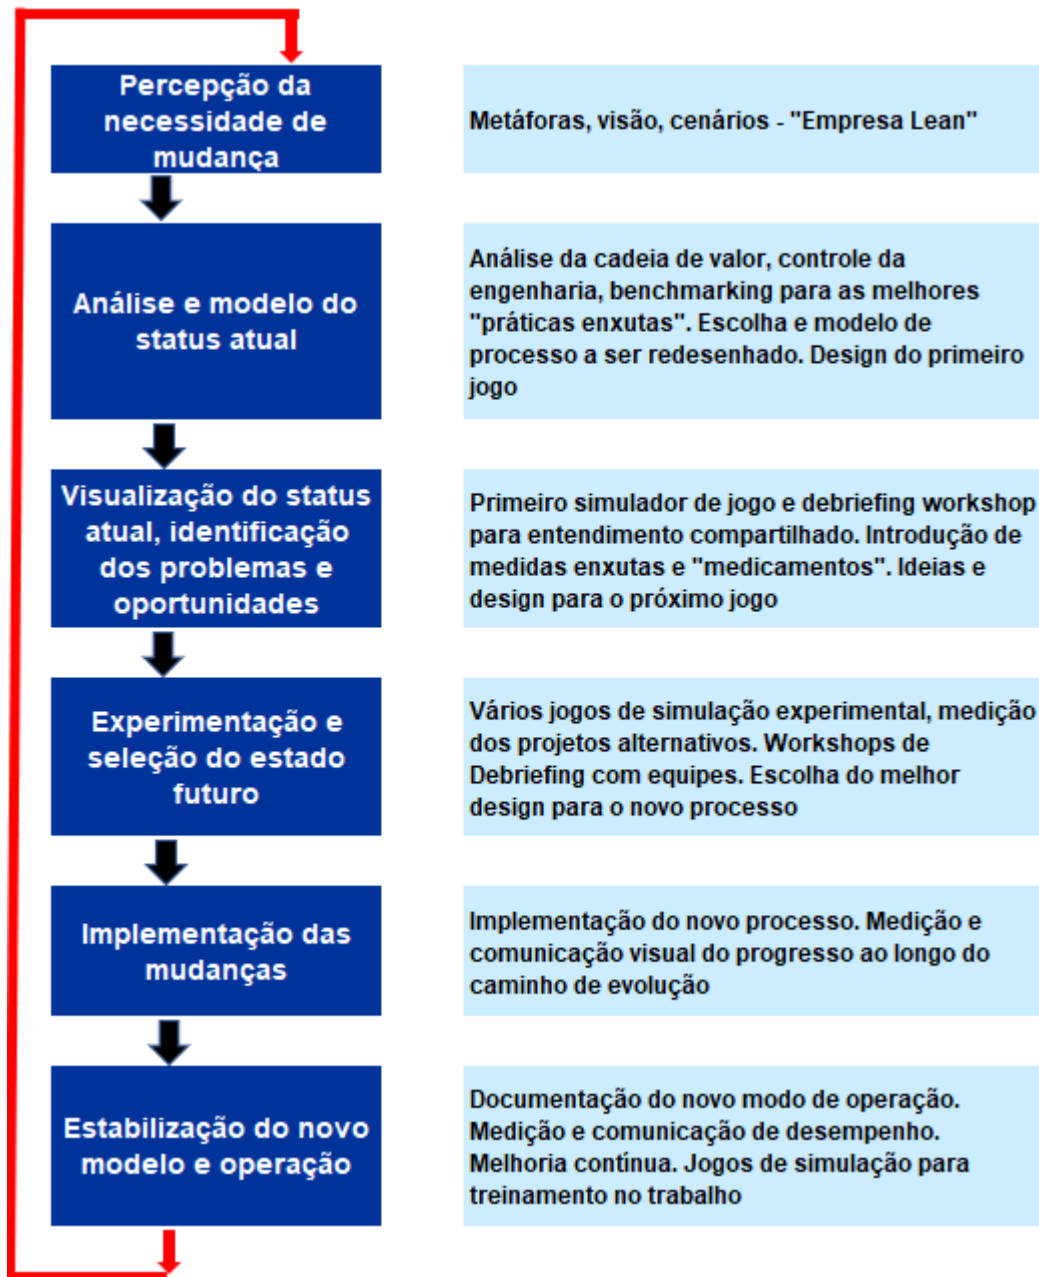 Percepção da
necessidade de
mudança
Metáforas, visão, cenários - "Empresa Lean"
Análise e modelo do
status atual
Análise da cadeia de valor, controle da
engenharia, benchmarking para as melhores
"práticas enxutas". Escolha e modelo de
processo a ser redesenhado. Design do primeiro
jogo
Visualização do status
atual, identificação
dos problemas e
oportunidades
Primeiro simulador de jogo e debriefing workshop
para entendimento compartilhado. Introdução de
medidas enxutas e "medicamentos". Ideias e
design para o próximo jogo
Experimentação e
seleção do estado
futuro
Vários jogos de simulação experimental, medição
dos projetos alternativos. Workshops de
Debriefing com equipes. Escolha do melhor
design para o novo processo
Implementação das
mudanças
Implementação do novo processo. Medição e
comunicação visual do progresso ao longo do
caminho de evolução
Estabilização do novo
modelo e operação
Documentação do novo modo de operação.
Medição e comunicação de desempenho.
Melhoria contínua. Jogos de simulação para
treinamento no trabalho